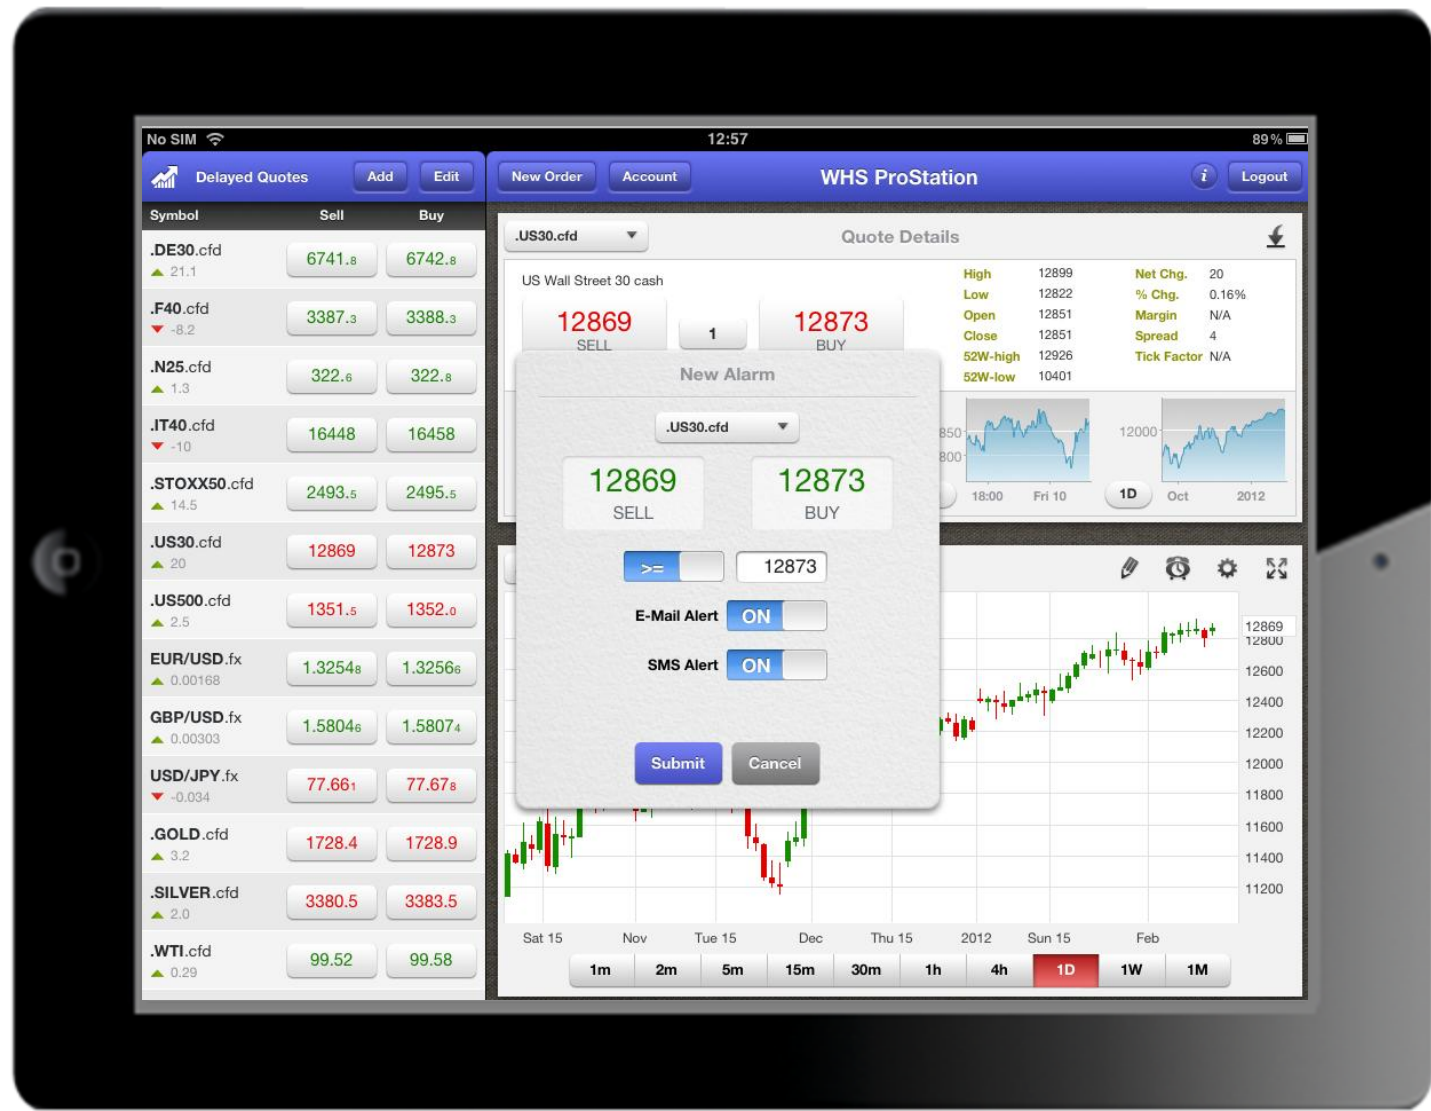 No SIM 12:57 89%
Delayed Quotes Add Edit
Symbol Sell Buy
.DE30.cfd 6741.8 6742.8
21.1
.F40.cfd 3387.3 3388.3
-8.2
.N25.cfd 322.6 322.8
1.3
.IT40.cfd 16448 16458
-10
.STOXX50.cfd 2493.5 2495.5
14.5
.US30.cfd 12869 12873
20
.US500.cfd 1351.5 1352.0
2.5
EUR/USD.fx 1.32548 1.32566
0.00168
GBP/USD.fx 1.58046 1.58074
0.00303
USD/JPY.fx 77.661 77.678
-0.034
.GOLD.cfd 1728.4 1728.9
3.2
.SILVER.cfd 3380.5 3383.5
2.0
.WTI.cfd 99.52 99.58
0.29
New Order Account WHS ProStation i Logout
.US30.cfd Quote Details
US Wall Street 30 cash
12869 1 12873
SELL BUY
High 12899 Net Chg. 20
Low 12822 % Chg. 0.16%
Open 12851 Margin N/A
Close 12851 Spread 4
52W-high 12926 Tick Factor N/A
52W-low 10401
850
800
18:00 Fri 10
12000
1D Oct 2012
New Alarm
.US30.cfd
12869 12873
SELL BUY
>= 12873
E-Mail Alert ON
SMS Alert ON
Submit Cancel
12869
12800
12600
12400
12200
12000
11800
11600
11400
11200
Sat 15 Nov Tue 15 Dec Thu 15 2012 Sun 15 Feb
1m 2m 5m 15m 30m 1h 4h 1D 1W 1M